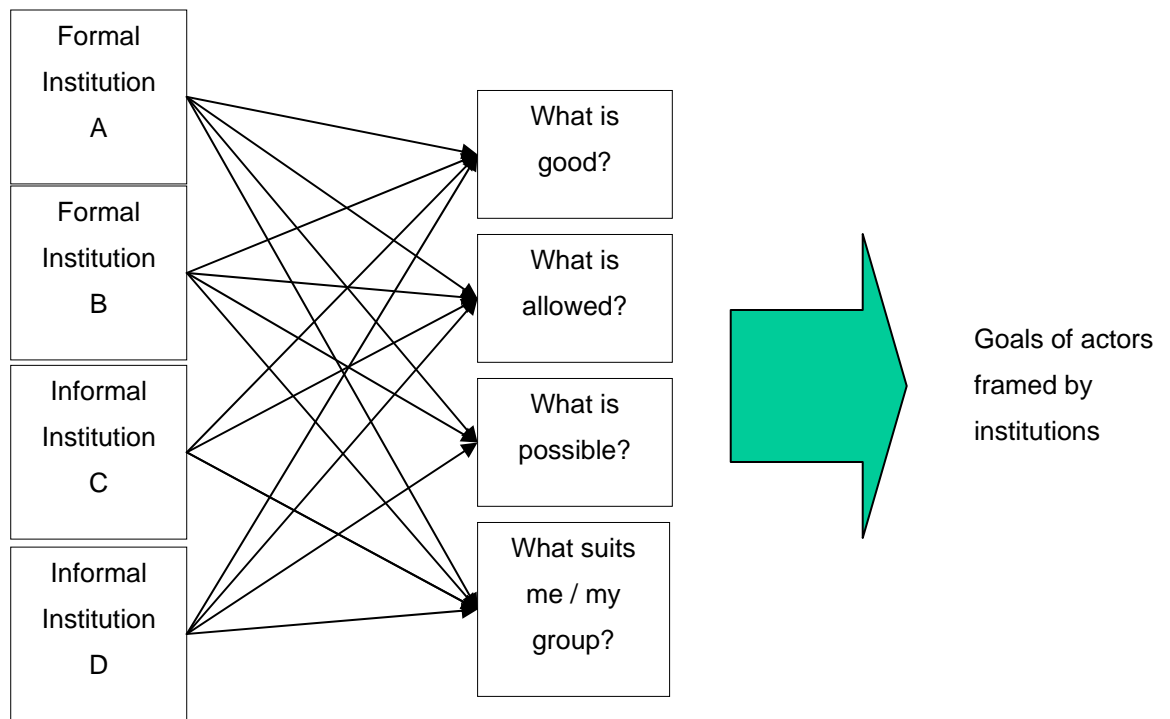 Formal
Institution
A
Formal
Institution
B
Informal
Institution
C
Informal
Institution
D
What is
good?
What is
allowed?
What is
possible?
What suits
me / my
group?
Goals of actors
framed by
institutions